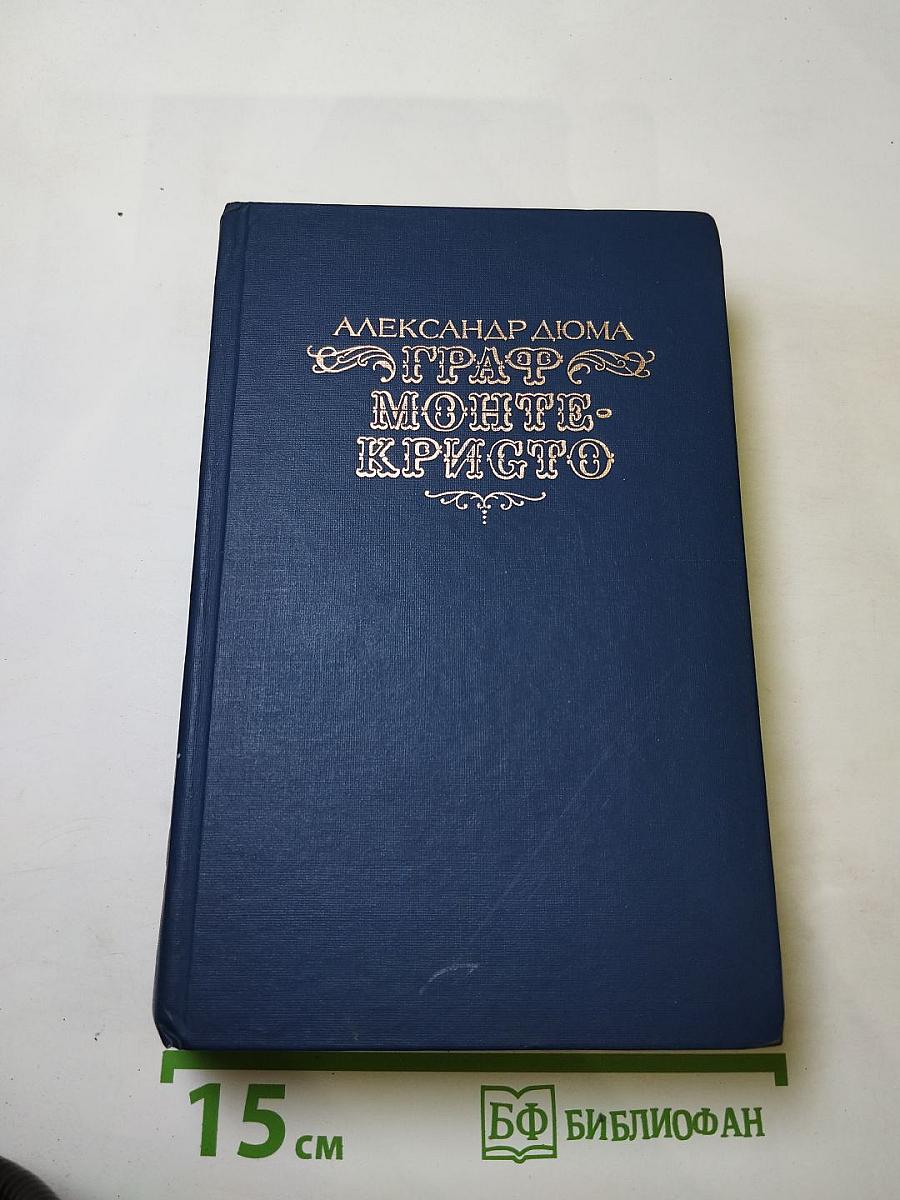 АЛЕКСАНДР ДЮМА
ГРАФ
МОНТЕ-
КРИСТО
15 см
БФ БИБЛИОФАН